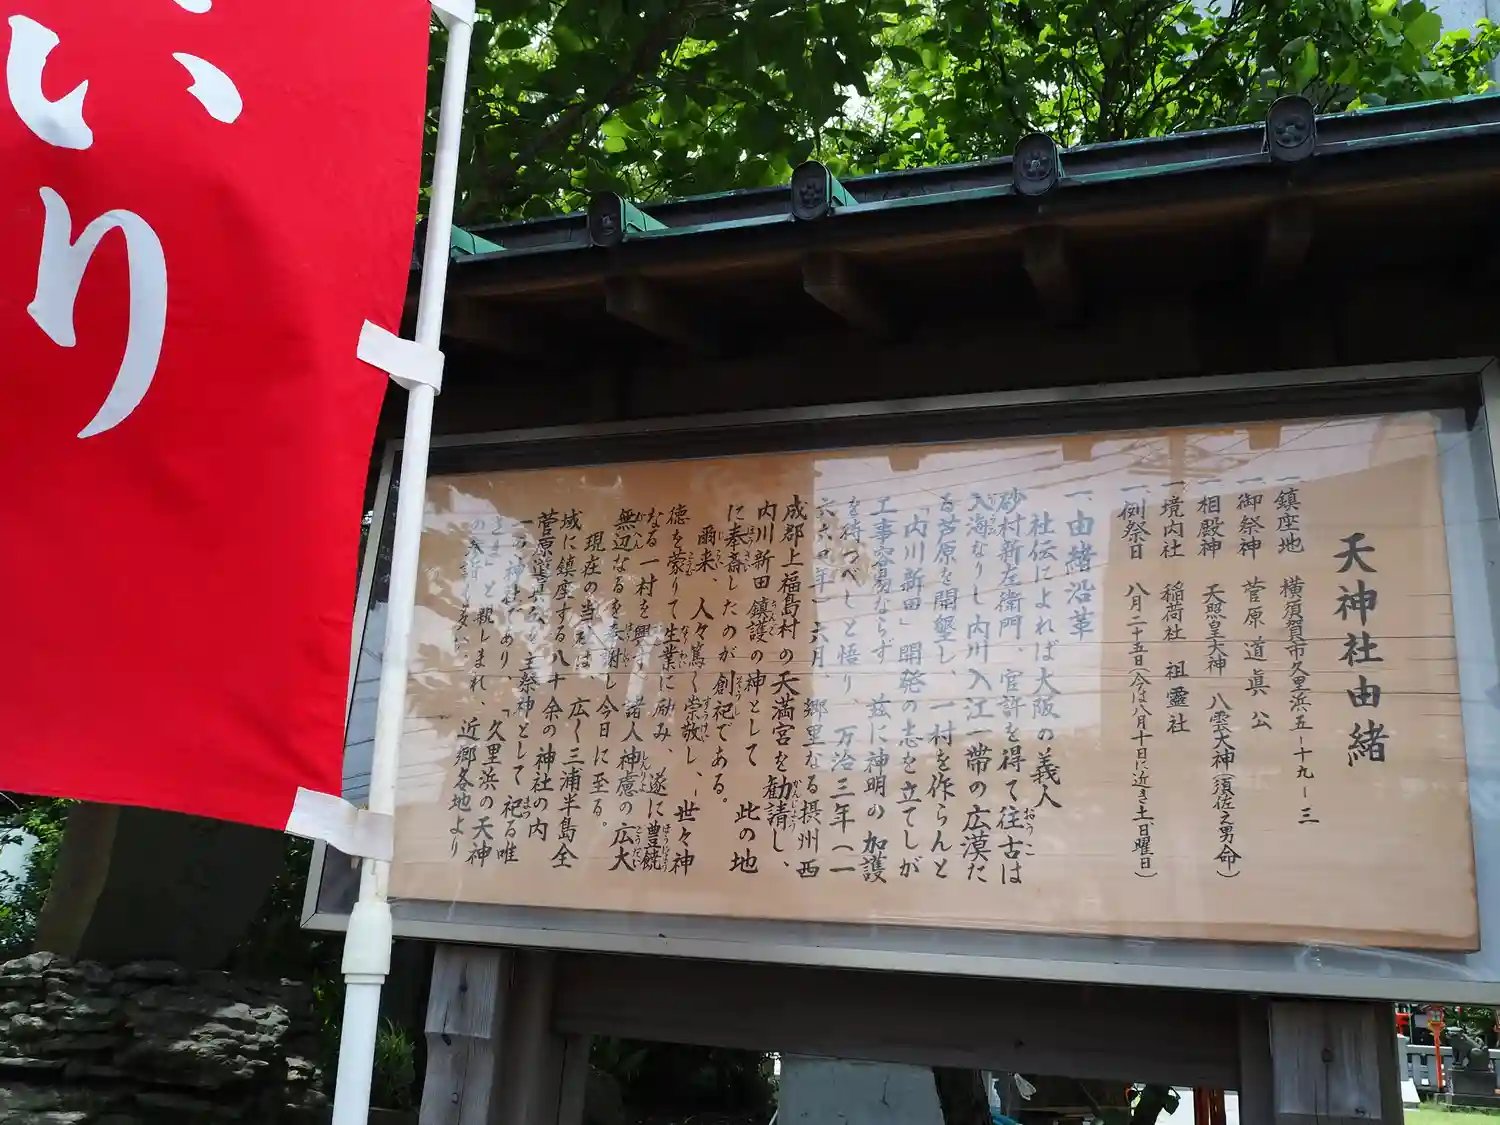 いり
天神社由緒
一鎮座地 横須賀市久里浜五ー十九ー三
一御祭神 菅原道眞公
一相殿神 天照皇大神 八雲大神(須佐之男命)
一境内社 稲荷社 祖靈社
一例祭日 八月二十五日(今は八月十日に近き土日曜日)
一、由緒沿革
社伝によれば大阪の義人
砂村新左衛門、官許を得て往古は
入海なりし内川入江一帯の広漠た
る芦原を開墾し、一村を作らんと
「内川新田」開発の志を立てしが
工事容易ならず 茲に神明の加護
を待つべしと悟り、万治三年(一
六六〇年)六月、郷里なる摂州西
成郡上福島村の天満宮を勧請し、
内川新田鎮護の神として 此の地
に奉斎したのが創祀である。
爾来、人々篤く崇敬し、世々神
徳を蒙りて生業に励み、遂に豊饒
なる一村を興す、諸人神慮の広大
無辺なるを奉謝し今日に至る。
現在の当社は、広く三浦半島全
域に鎮座する八十余の神社の内
菅原道真公を主祭神として祀る唯
一の神社であり、「久里浜の天神
さま」と親しまれ、近郷各地より
の参詣も多い。